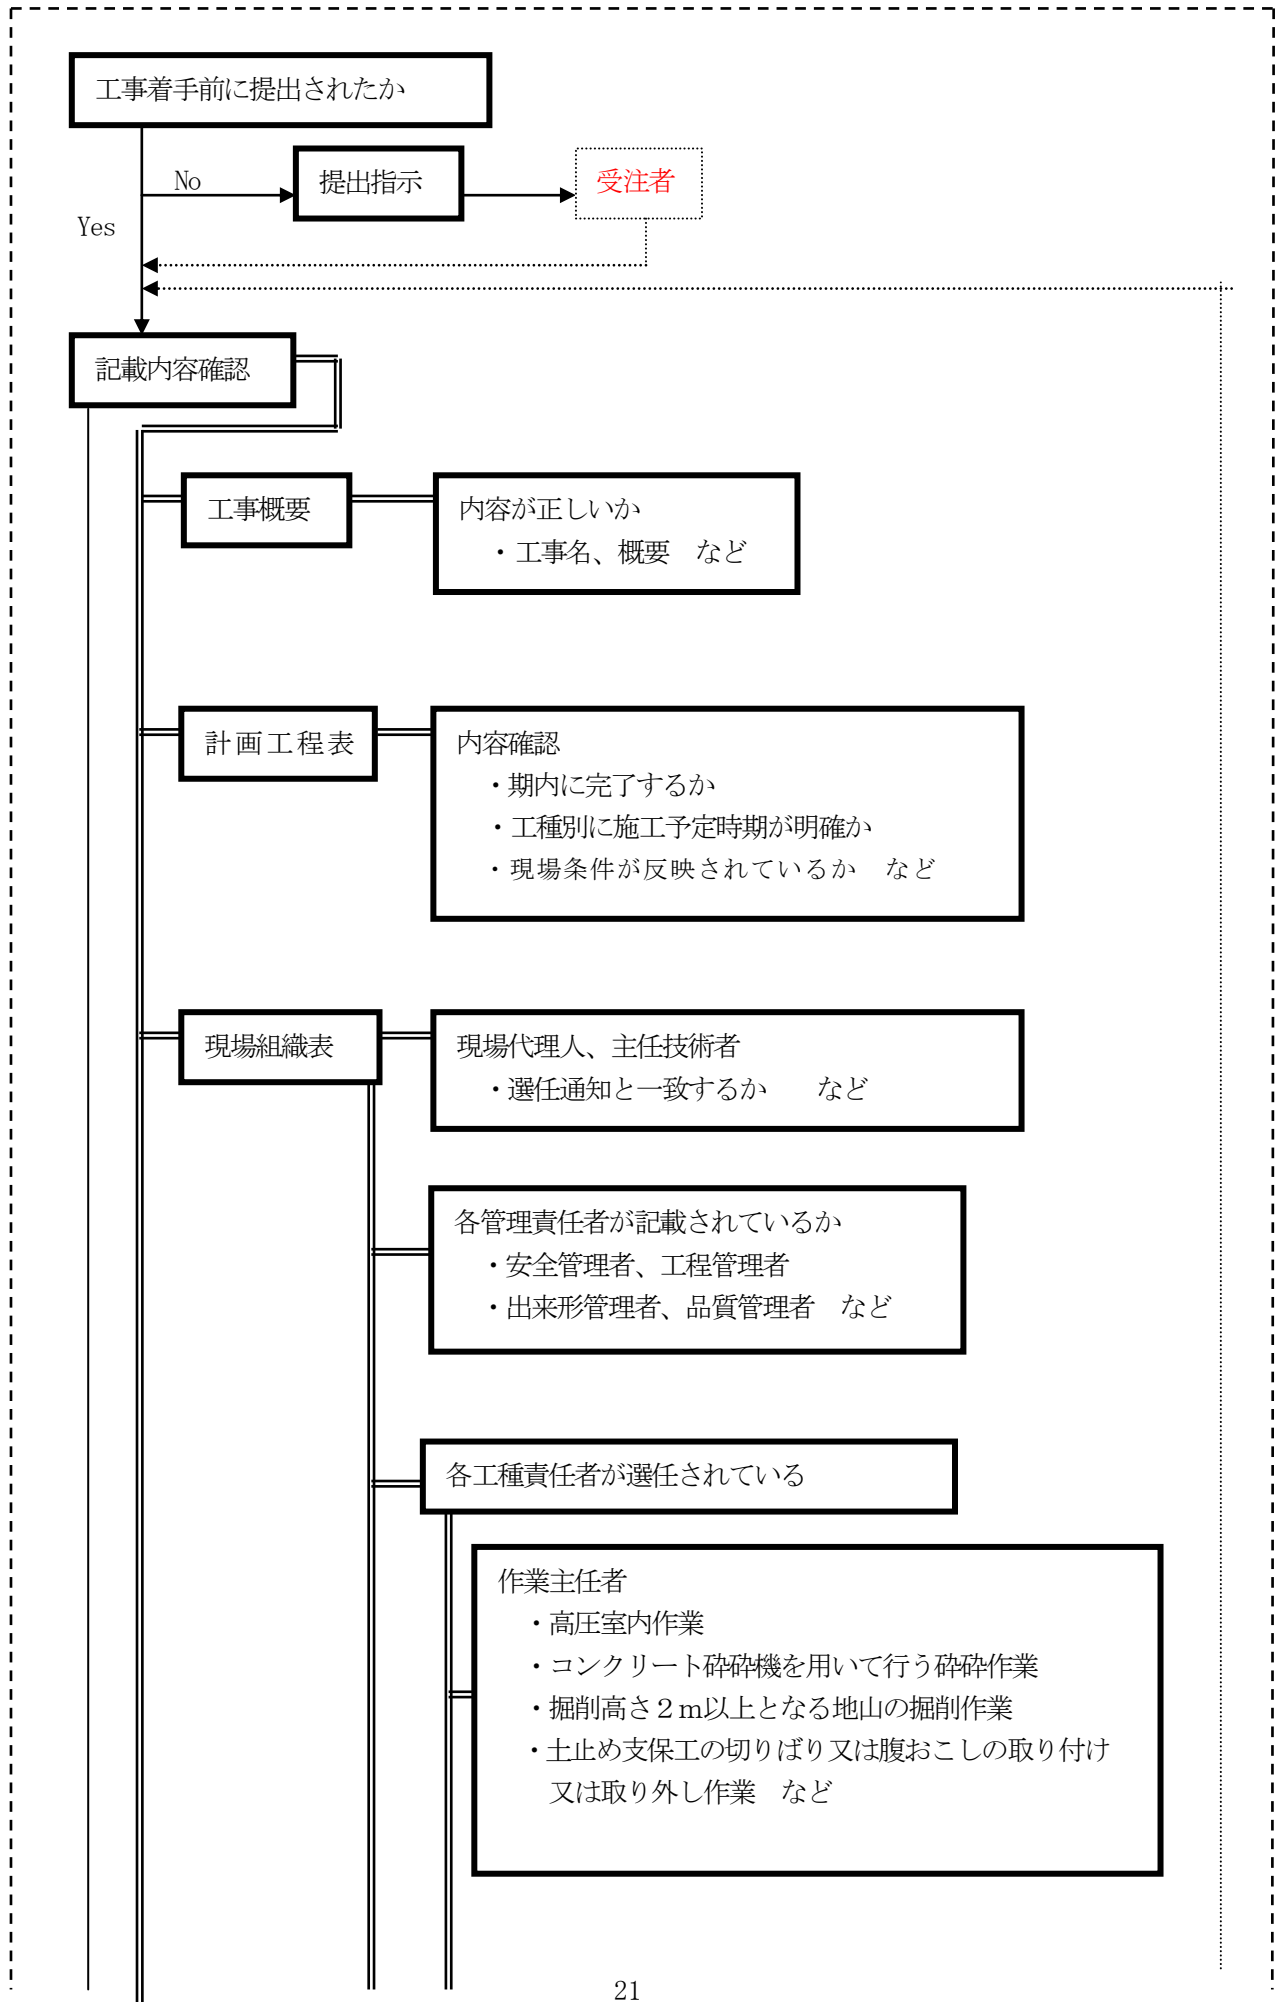 工事着手前に提出されたか
No
提出指示
受注者
Yes
記載内容確認
工事概要
内容が正しいか
・工事名、概要　など
計画工程表
内容確認
・期内に完了するか
・工種別に施工予定時期が明確か
・現場条件が反映されているか　など
現場組織表
現場代理人、主任技術者
・選任通知と一致するか　　など
各管理責任者が記載されているか
・安全管理者、工程管理者
・出来形管理者、品質管理者　など
各工種責任者が選任されている
作業主任者
・高圧室内作業
・コンクリート砕砕機を用いて行う砕砕作業
・掘削高さ２ｍ以上となる地山の掘削作業
・土止め支保工の切りばり又は腹おこしの取り付け
又は取り外し作業　など
21